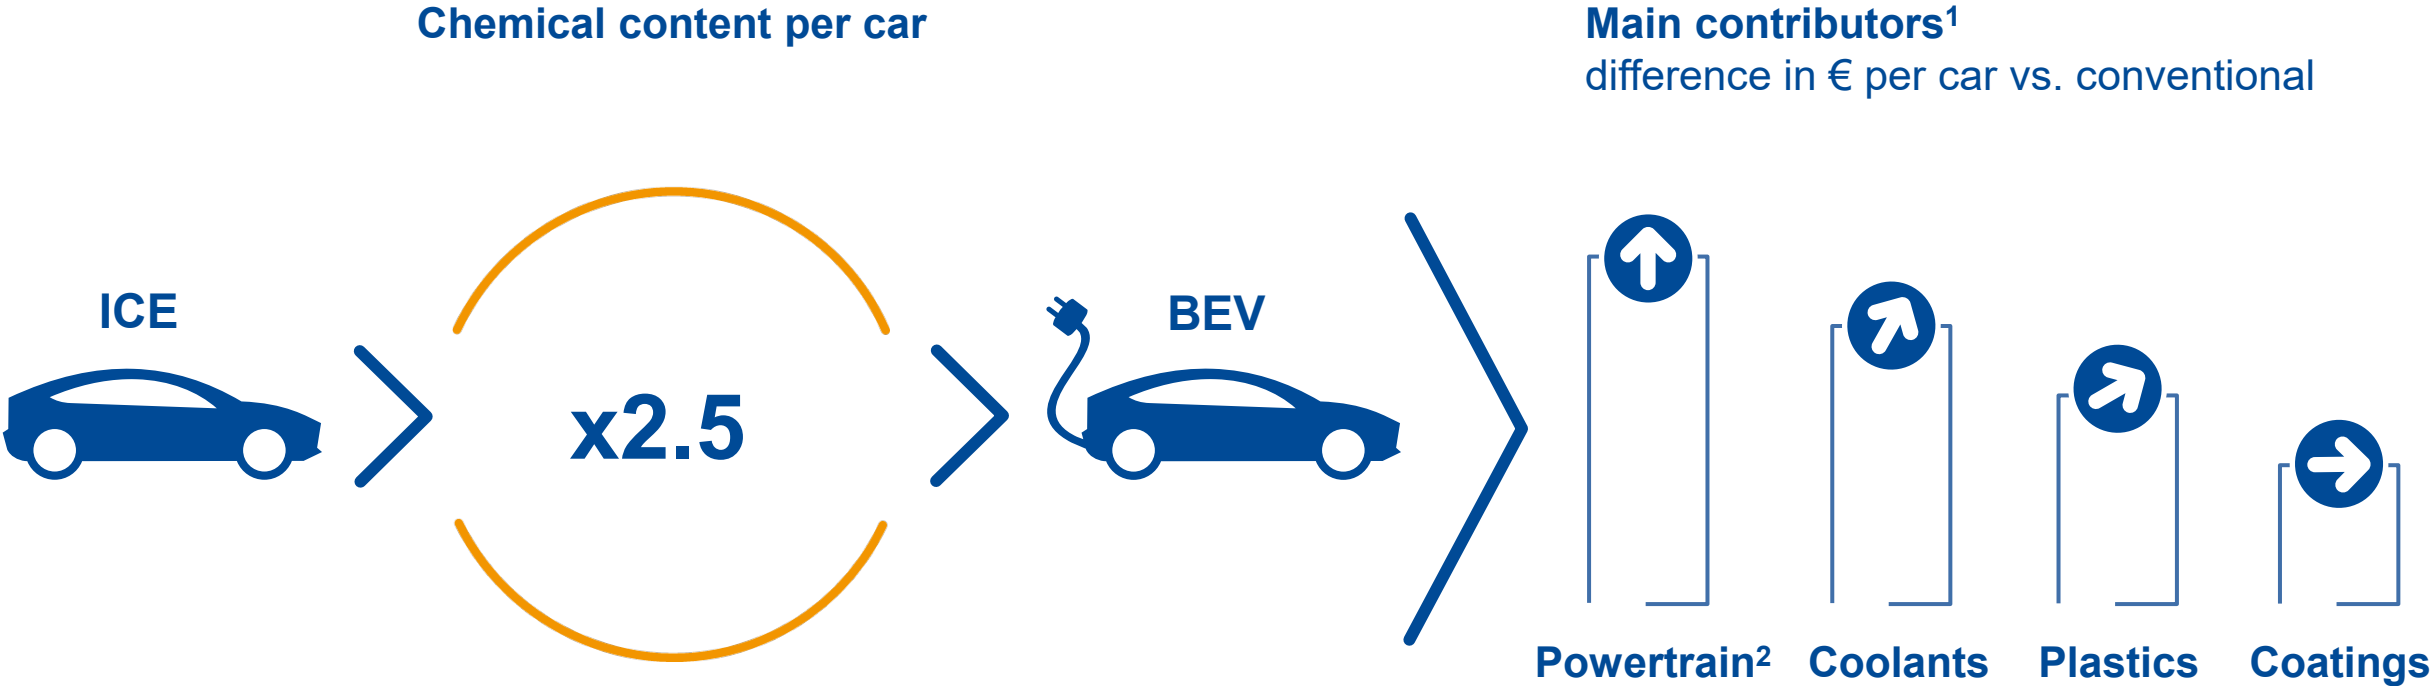 Chemical content per car
Main contributors¹
difference in € per car vs. conventional
ICE
x2.5
BEV
Powertrain²
Coolants
Plastics
Coatings